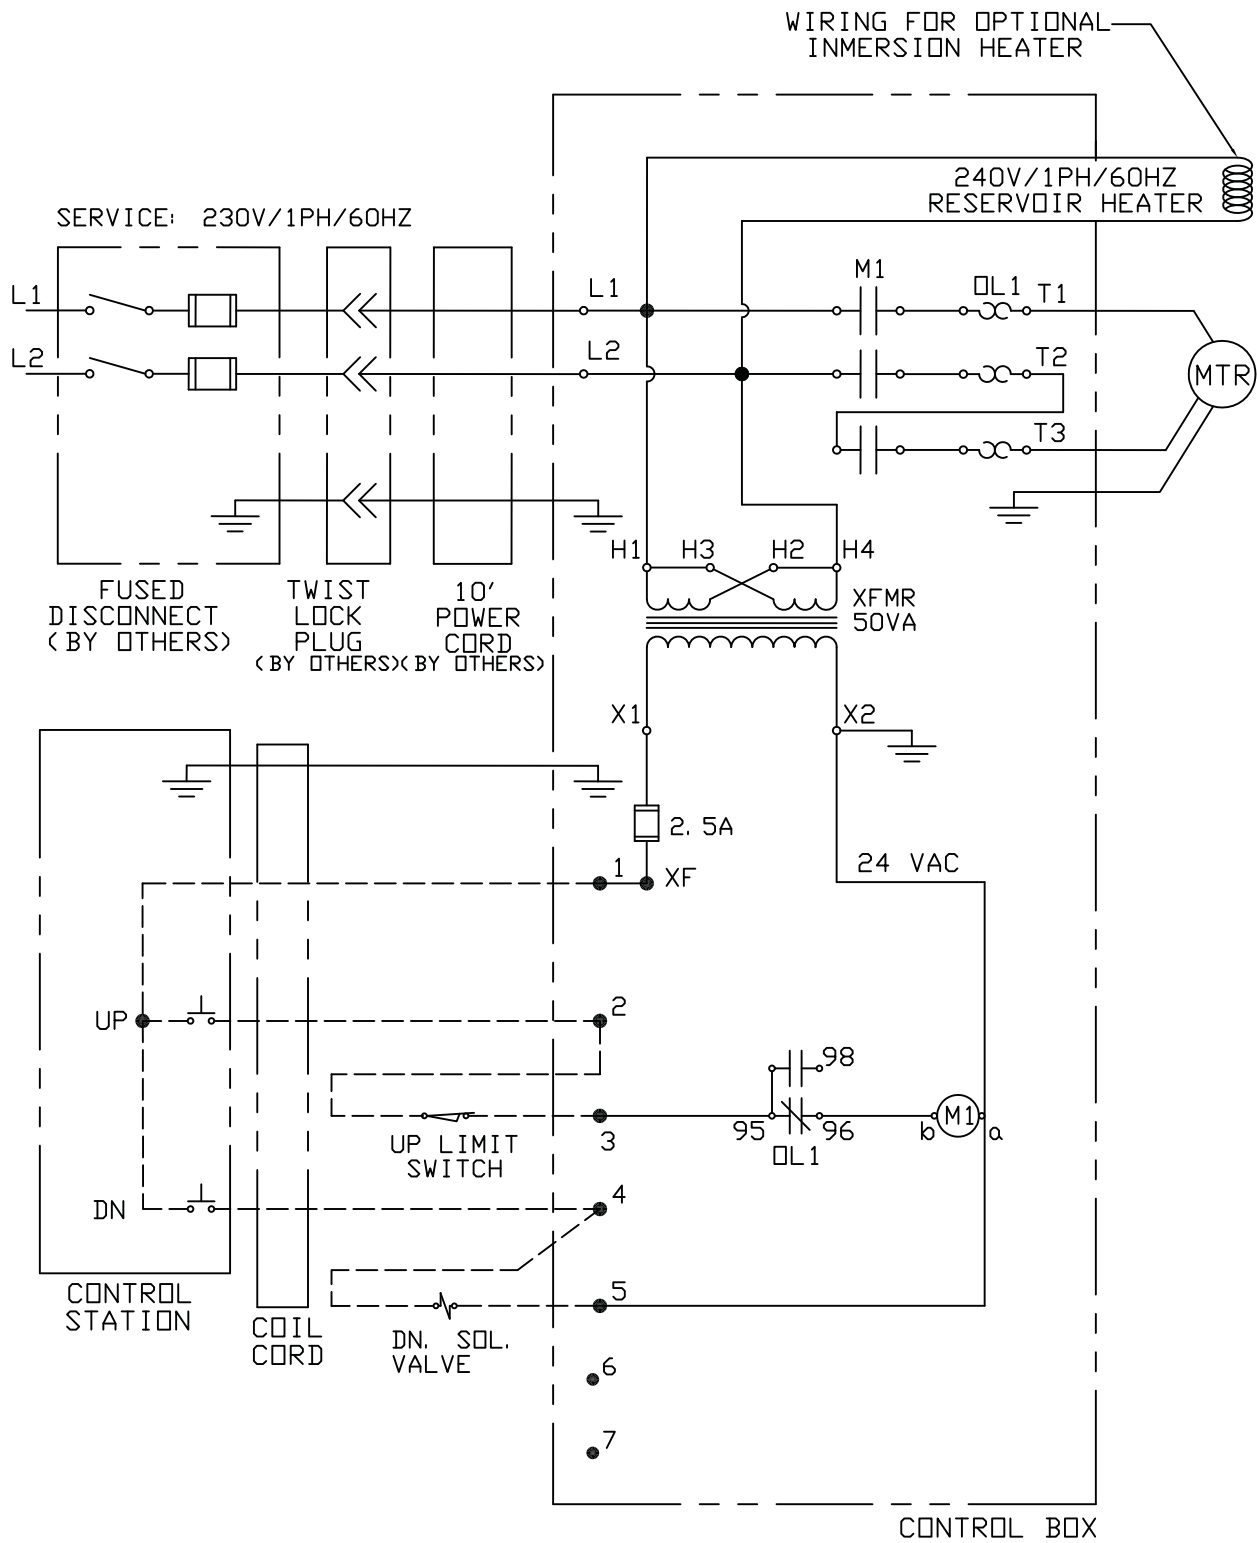 WIRING FOR OPTIONAL
INMERSION HEATER
240V/1PH/60HZ
RESERVOIR HEATER
SERVICE: 230V/1PH/60HZ
L1
L2
L1
L2
M1
OL1
T1
T2
T3
MTR
FUSED
DISCONNECT
(BY OTHERS)
TWIST
LOCK
PLUG
(BY OTHERS)
10'
POWER
CORD
(BY OTHERS)
H1
H3
H2
H4
XFMR
50VA
X1
X2
2.5A
1
XF
24 VAC
UP
2
98
95
96
OL1
b
M1
a
3
UP LIMIT
SWITCH
DN
4
5
CONTROL
STATION
COIL
CORD
DN. SOL.
VALVE
6
7
CONTROL BOX